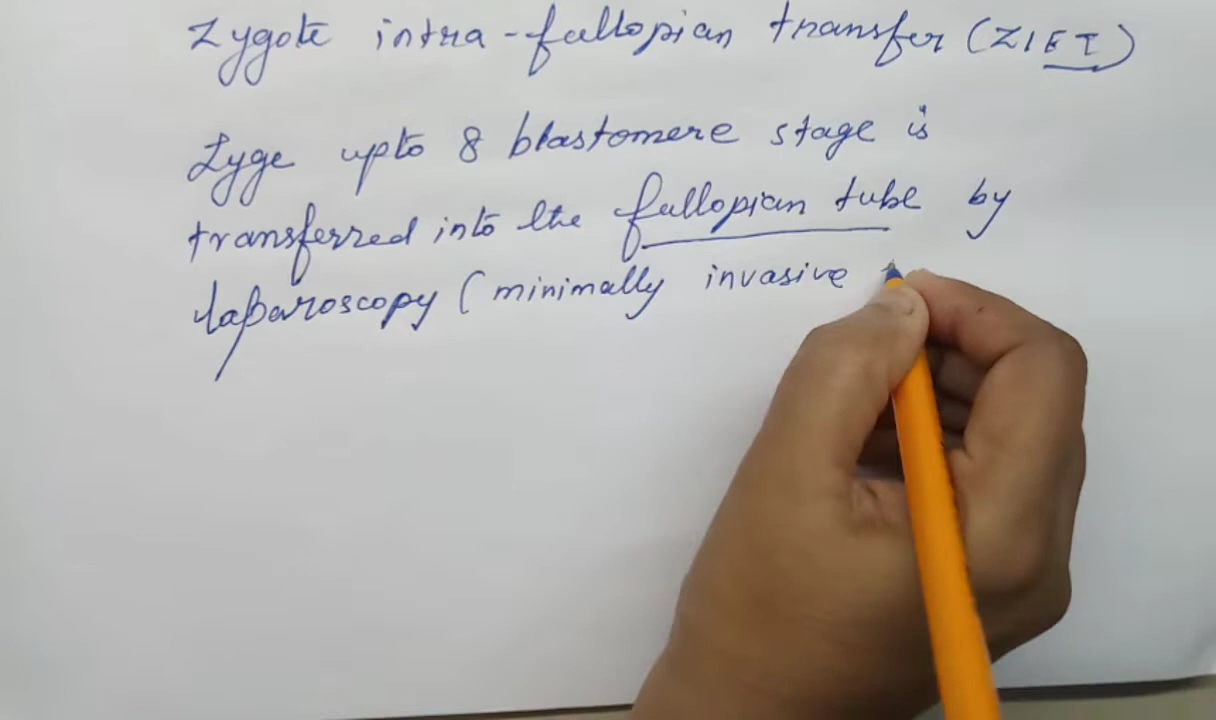 Zygote intra-fallopian transfer (ZIFT)
Zyge upto 8 blastomere stage is
transferred into the fallopian tube by
laparoscopy (minimally invasive